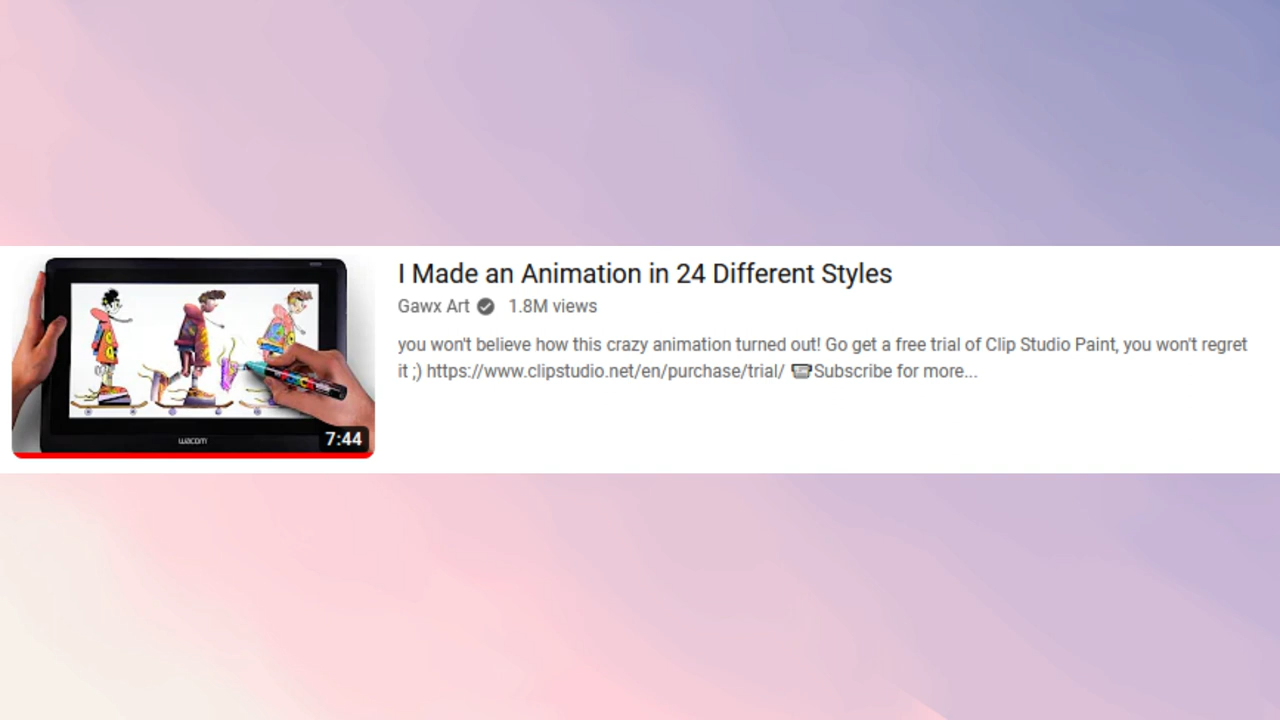 I Made an Animation in 24 Different Styles
Gawx Art 1.8M views
you won't believe how this crazy animation turned out! Go get a free trial of Clip Studio Paint, you won't regret
it ;) https://www.clipstudio.net/en/purchase/trial/ Subscribe for more...
POSCA
wacom
7:44